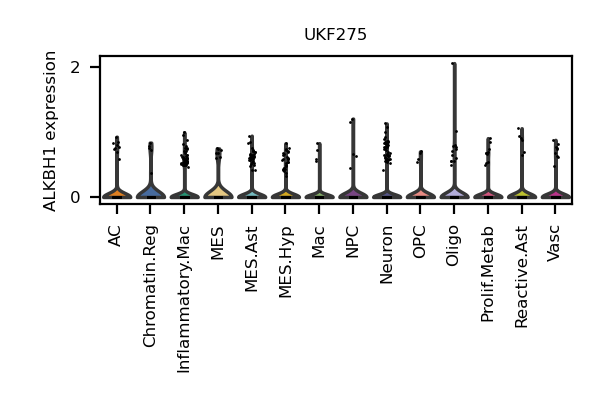 UKF275
ALKBH1 expression
2
0
AC
Chromatin.Reg
Inflammatory.Mac
MES
MES.Ast
MES.Hyp
Mac
NPC
Neuron
OPC
Oligo
Prolif.Metab
Reactive.Ast
Vasc